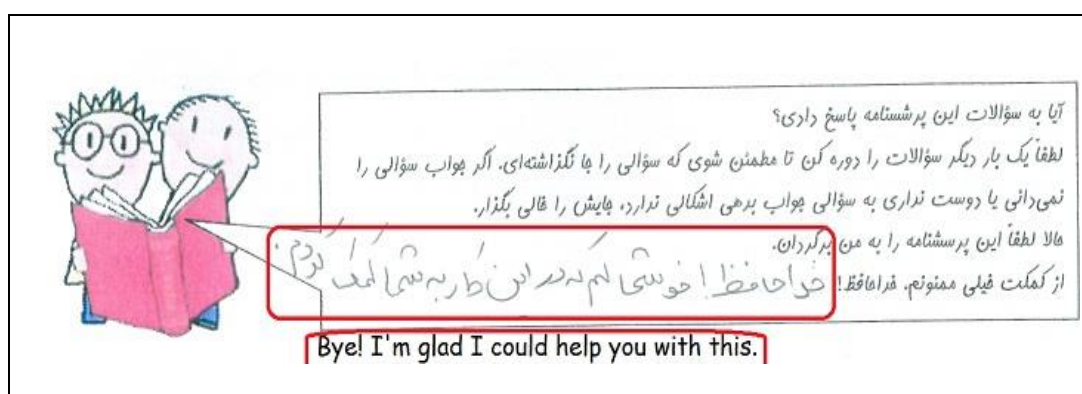 آیا به سؤالات این پرشسنامه پاسخ دادی؟
لطفاً یک بار دیگر سؤالات را دوره کن تا مطمئن شوی که سؤالی را جا نگذاشته‌ای. اگر جواب سؤالی را
نمی‌دانی یا دوست نداری به سؤالی جواب بدهی اشکالی ندارد، جایش را خالی بگذار.
حالا لطفاً این پرسشنامه را به من برگردان.
از کمکت خیلی ممنونم. خداحافظ!
خداحافظ! خوشحالم که در این کار به شما کمک کردم.
Bye! I'm glad I could help you with this.